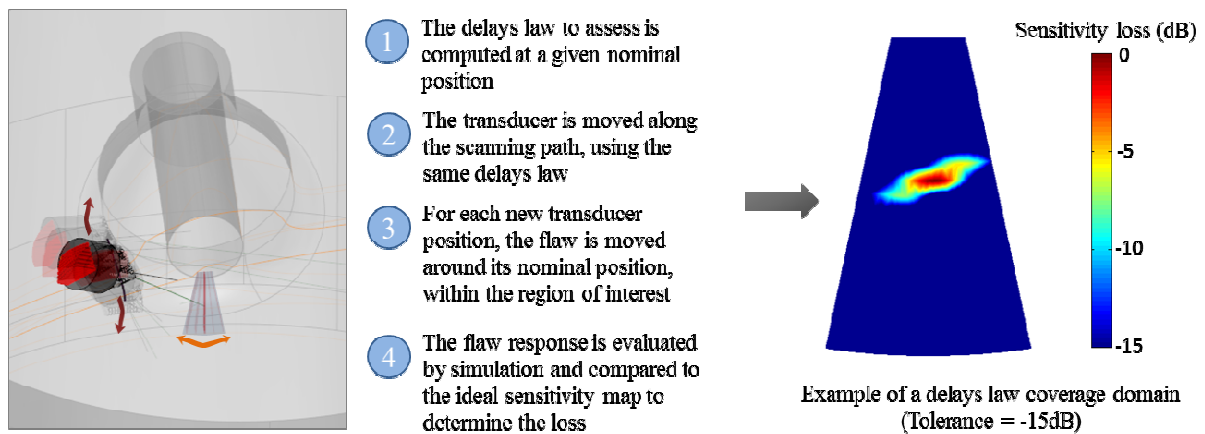 1
The delays law to assess is
computed at a given nominal
position
2
The transducer is moved along
the scanning path, using the
same delays law
3
For each new transducer
position, the flaw is moved
around its nominal position,
within the region of interest
4
The flaw response is evaluated
by simulation and compared to
the ideal sensitivity map to
determine the loss
Sensitivity loss (dB)
0
-5
-10
-15
Example of a delays law coverage domain
(Tolerance = -15dB)